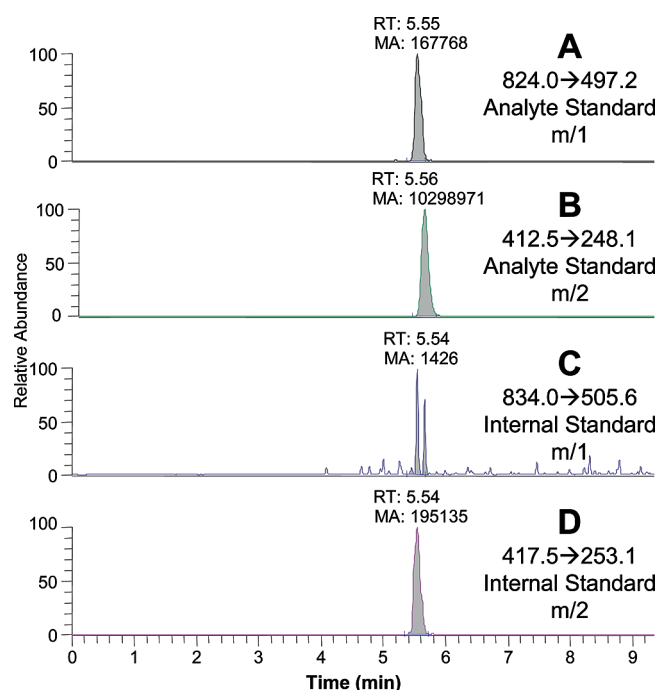 RT: 5.55
MA: 167768
A
824.0→497.2
Analyte Standard
m/1
100
50
0
RT: 5.56
MA: 10298971
B
412.5→248.1
Analyte Standard
m/2
100
50
0
Relative Abundance
RT: 5.54
MA: 1426
C
834.0→505.6
Internal Standard
m/1
100
50
0
RT: 5.54
MA: 195135
D
417.5→253.1
Internal Standard
m/2
100
50
0
0 1 2 3 4 5 6 7 8 9
Time (min)